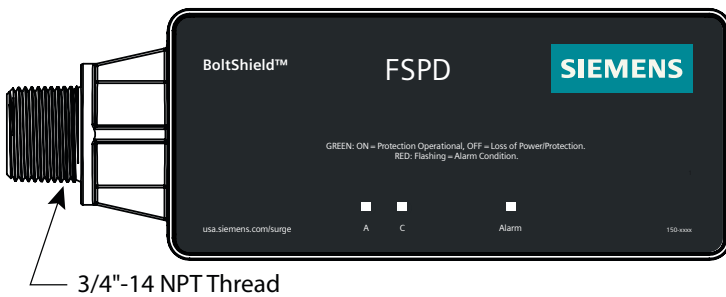 BoltShield™
FSPD
SIEMENS
GREEN: ON = Protection Operational, OFF = Loss of Power/Protection.
RED: Flashing = Alarm Condition.
usa.siemens.com/surge
A
C
Alarm
150-xxxx
3/4"-14 NPT Thread